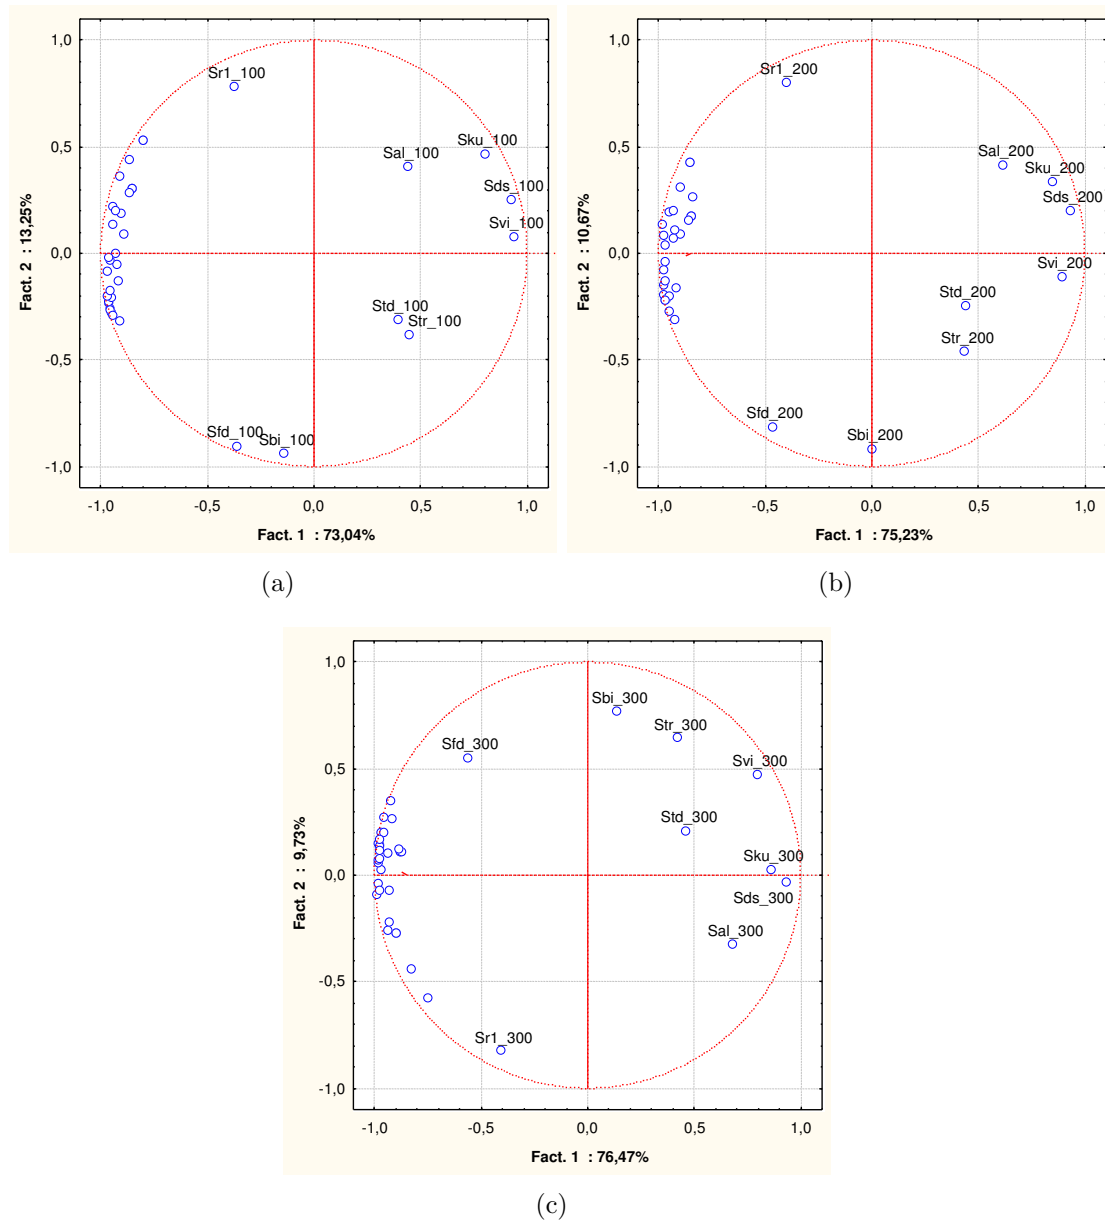 1,0
Sr1_100
0,5
Sku_100
Sal_100
Sds_100
Svi_100
0,0
Std_100
Str_100
-0,5
Sfd_100
Sbi_100
-1,0
-1,0 -0,5 0,0 0,5 1,0
Fact. 1 : 73,04%
Fact. 2 : 13,25%
(a)
1,0
Sr1_200
0,5
Sal_200
Sku_200
Sds_200
0,0
Svi_200
Std_200
Str_200
-0,5
Sfd_200
Sbi_200
-1,0
-1,0 -0,5 0,0 0,5 1,0
Fact. 1 : 75,23%
Fact. 2 : 10,67%
(b)
1,0
Sbi_300
Str_300
Sfd_300
Svi_300
0,5
Std_300
Sku_300
0,0
Sds_300
Sal_300
-0,5
Sr1_300
-1,0
-1,0 -0,5 0,0 0,5 1,0
Fact. 1 : 76,47%
Fact. 2 : 9,73%
(c)